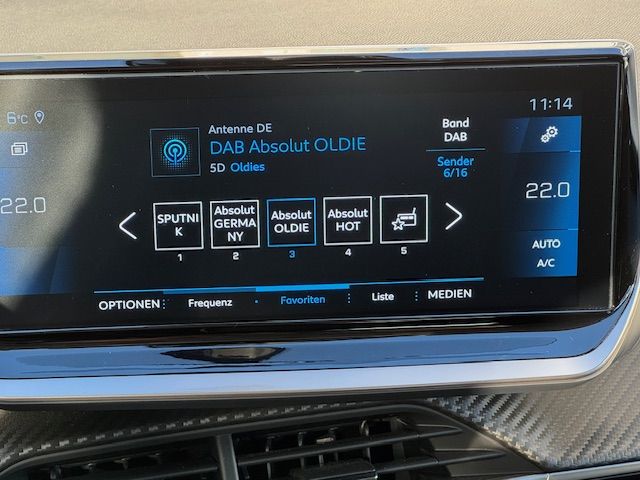 6°C
11:14
Antenne DE
DAB Absolut OLDIE
5D Oldies
Band
DAB
Sender
6/16
22.0
22.0
SPUTNI
K
Absolut
GERMA
NY
Absolut
OLDIE
Absolut
HOT
1
2
3
4
5
AUTO
A/C
OPTIONEN
Frequenz
Favoriten
Liste
MEDIEN